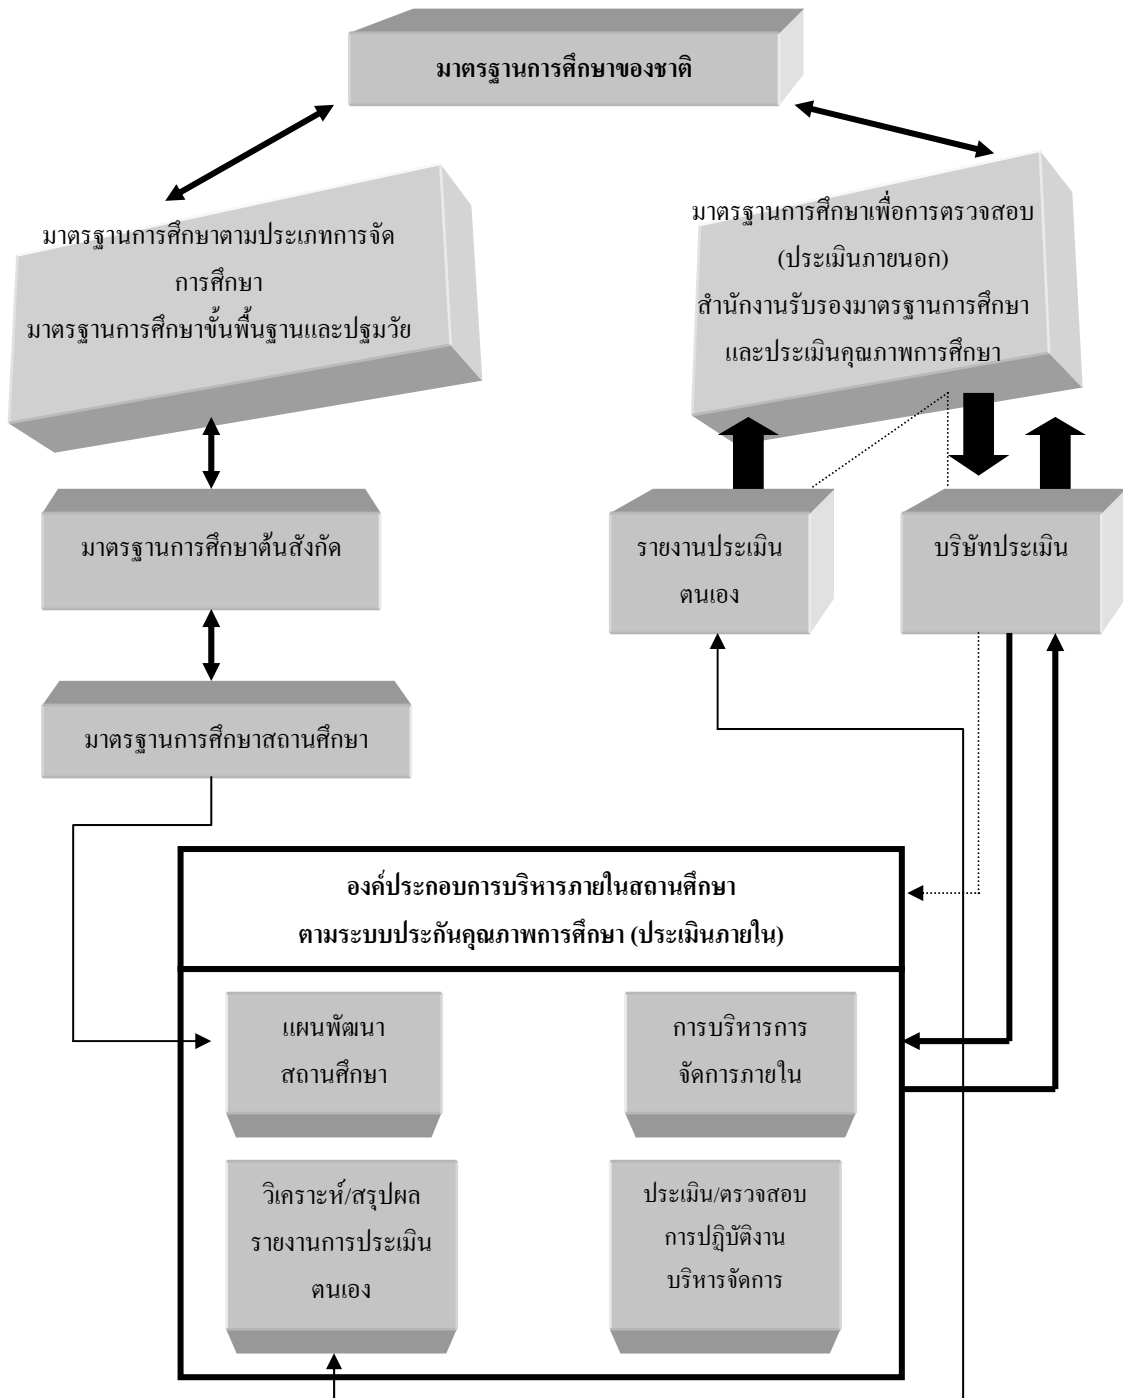 มาตรฐานการศึกษาของชาติ
มาตรฐานการศึกษาตามประเภทการจัด
การศึกษา
มาตรฐานการศึกษาขั้นพื้นฐานและปฐมวัย
มาตรฐานการศึกษาเพื่อการตรวจสอบ
(ประเมินภายนอก)
สำนักงานรับรองมาตรฐานการศึกษา
และประเมินคุณภาพการศึกษา
มาตรฐานการศึกษาต้นสังกัด
รายงานประเมิน
ตนเอง
บริษัทประเมิน
มาตรฐานการศึกษาสถานศึกษา
องค์ประกอบการบริหารภายในสถานศึกษา
ตามระบบประกันคุณภาพการศึกษา (ประเมินภายใน)
แผนพัฒนา
สถานศึกษา
การบริหารการ
จัดการภายใน
วิเคราะห์/สรุปผล
รายงานการประเมิน
ตนเอง
ประเมิน/ตรวจสอบ
การปฏิบัติงาน
บริหารจัดการ